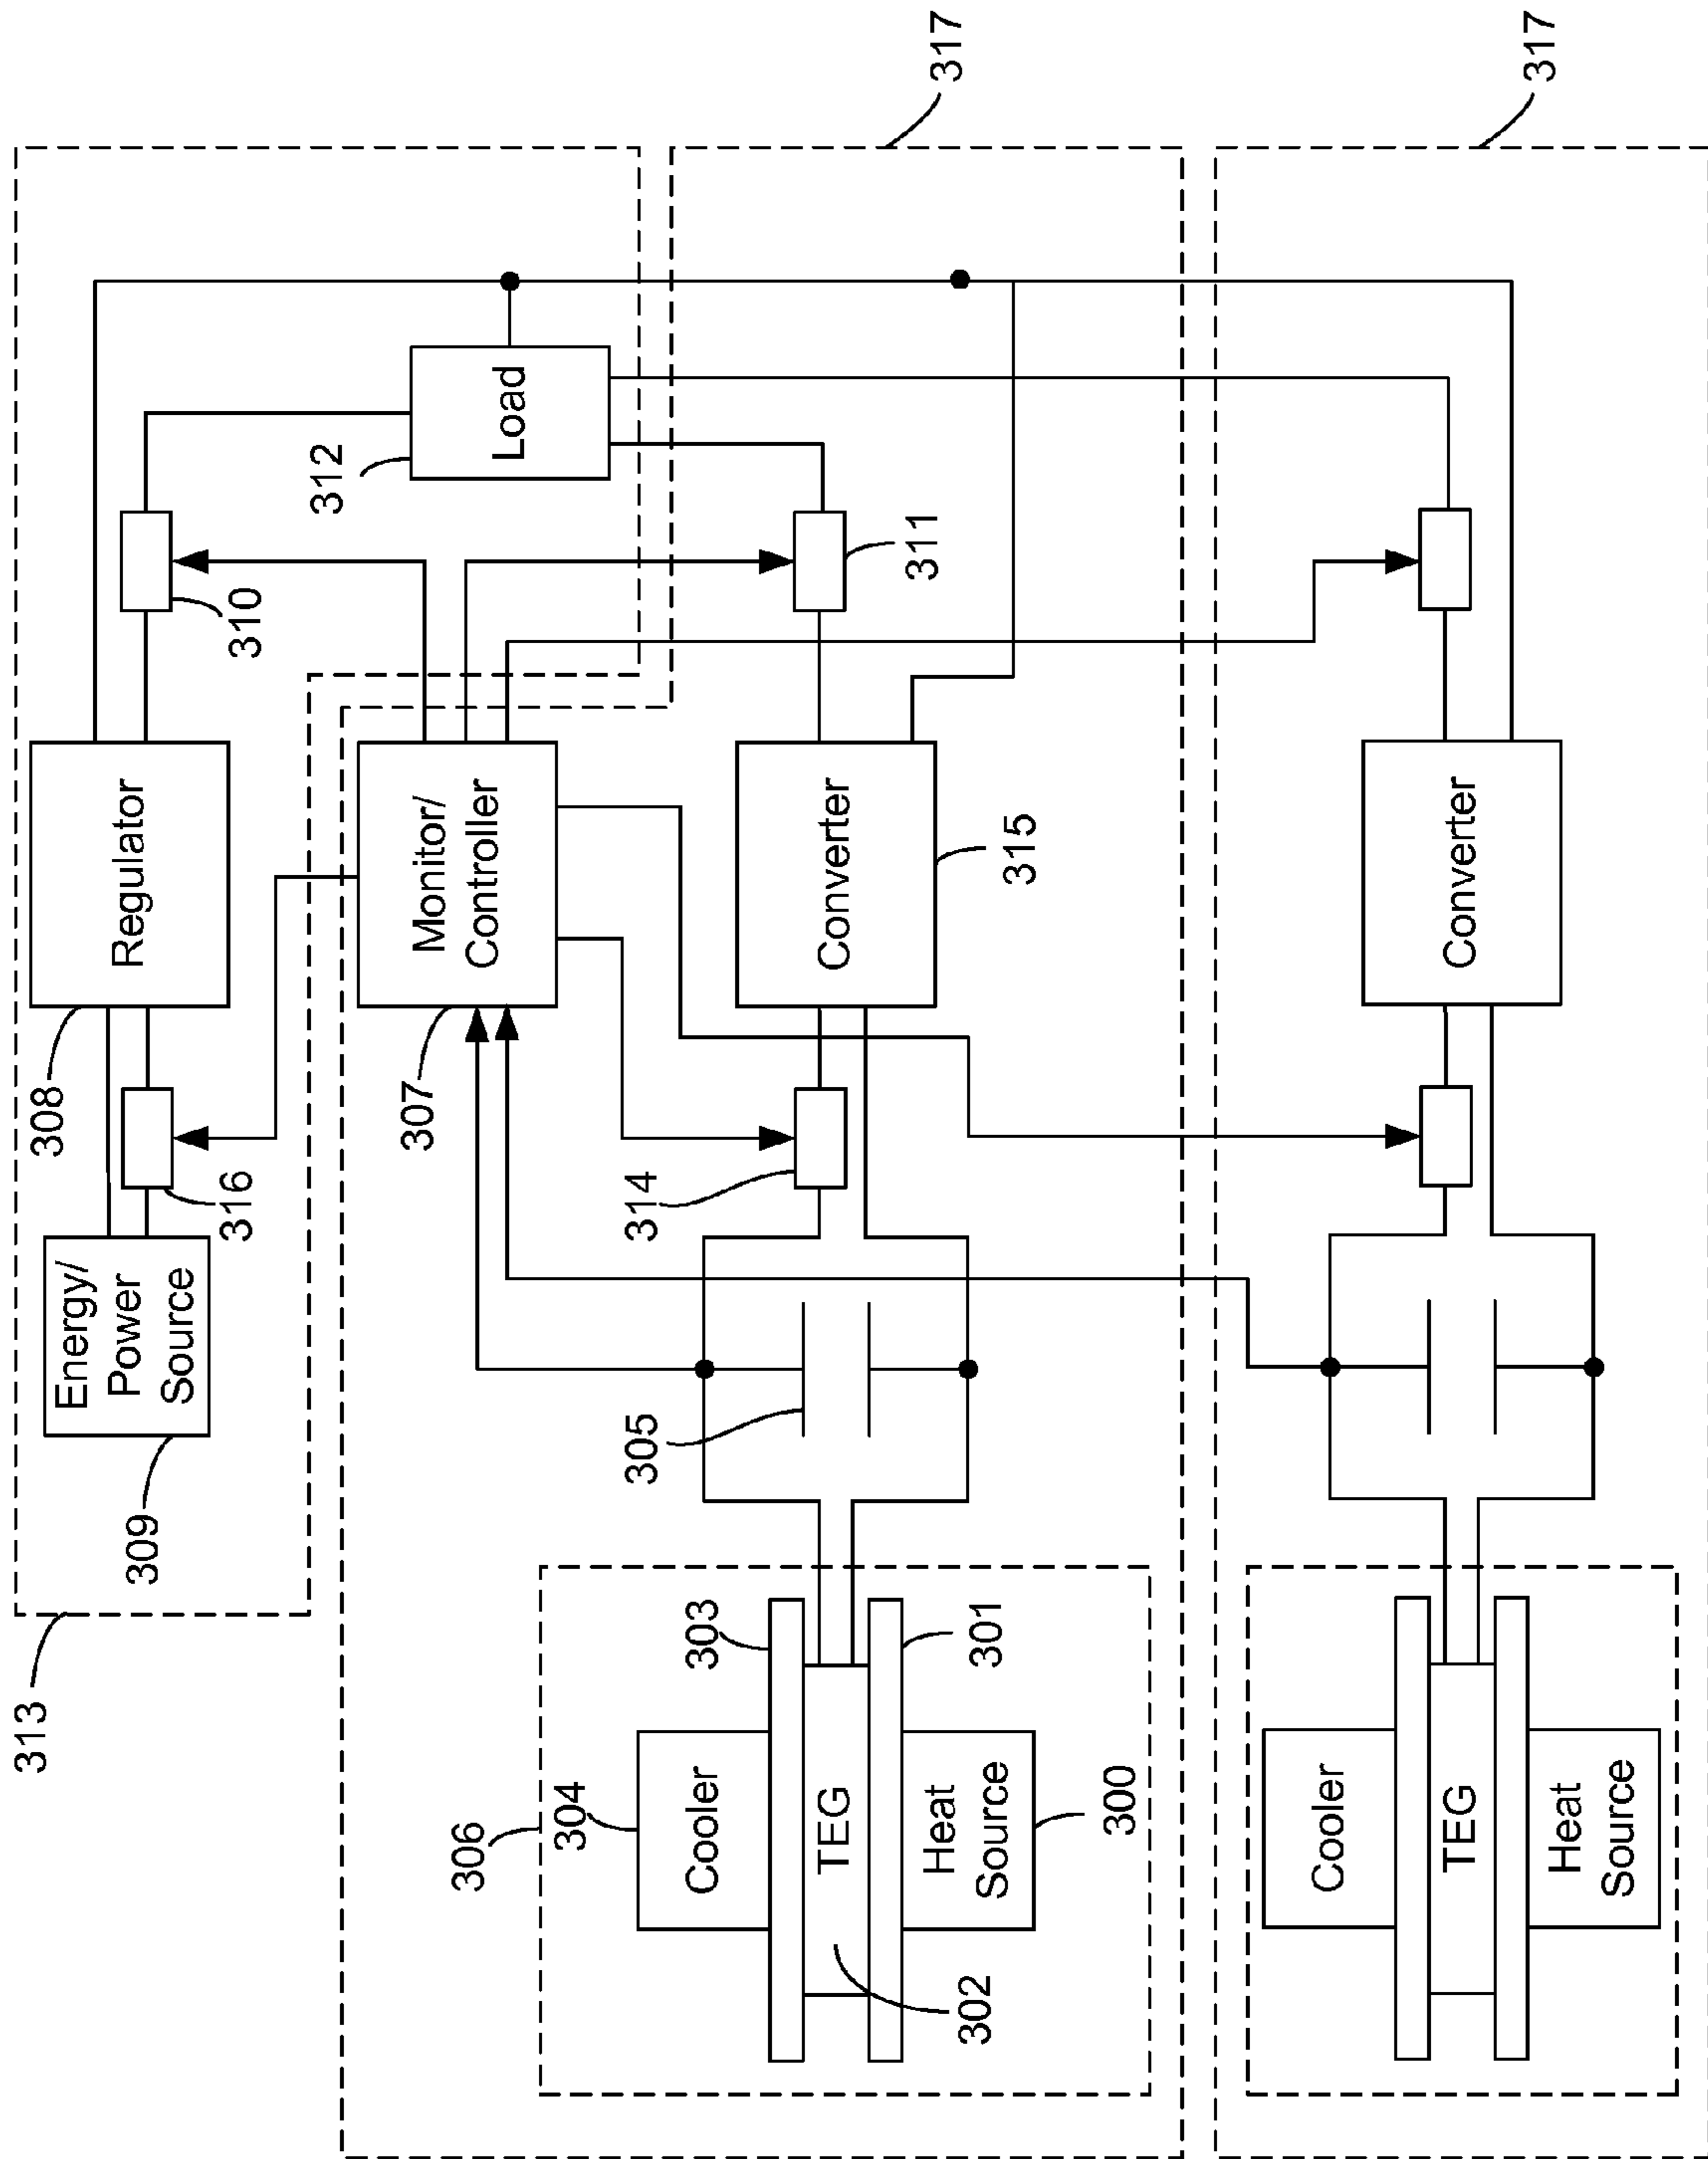 313
309
Energy/
Power
Source
316
308
Regulator
310
312
Load
317
306
304
Cooler
303
TEG
302
301
Heat
Source
300
305
307
Monitor/
Controller
314
Converter
315
311
317
Cooler
TEG
Heat
Source
Converter